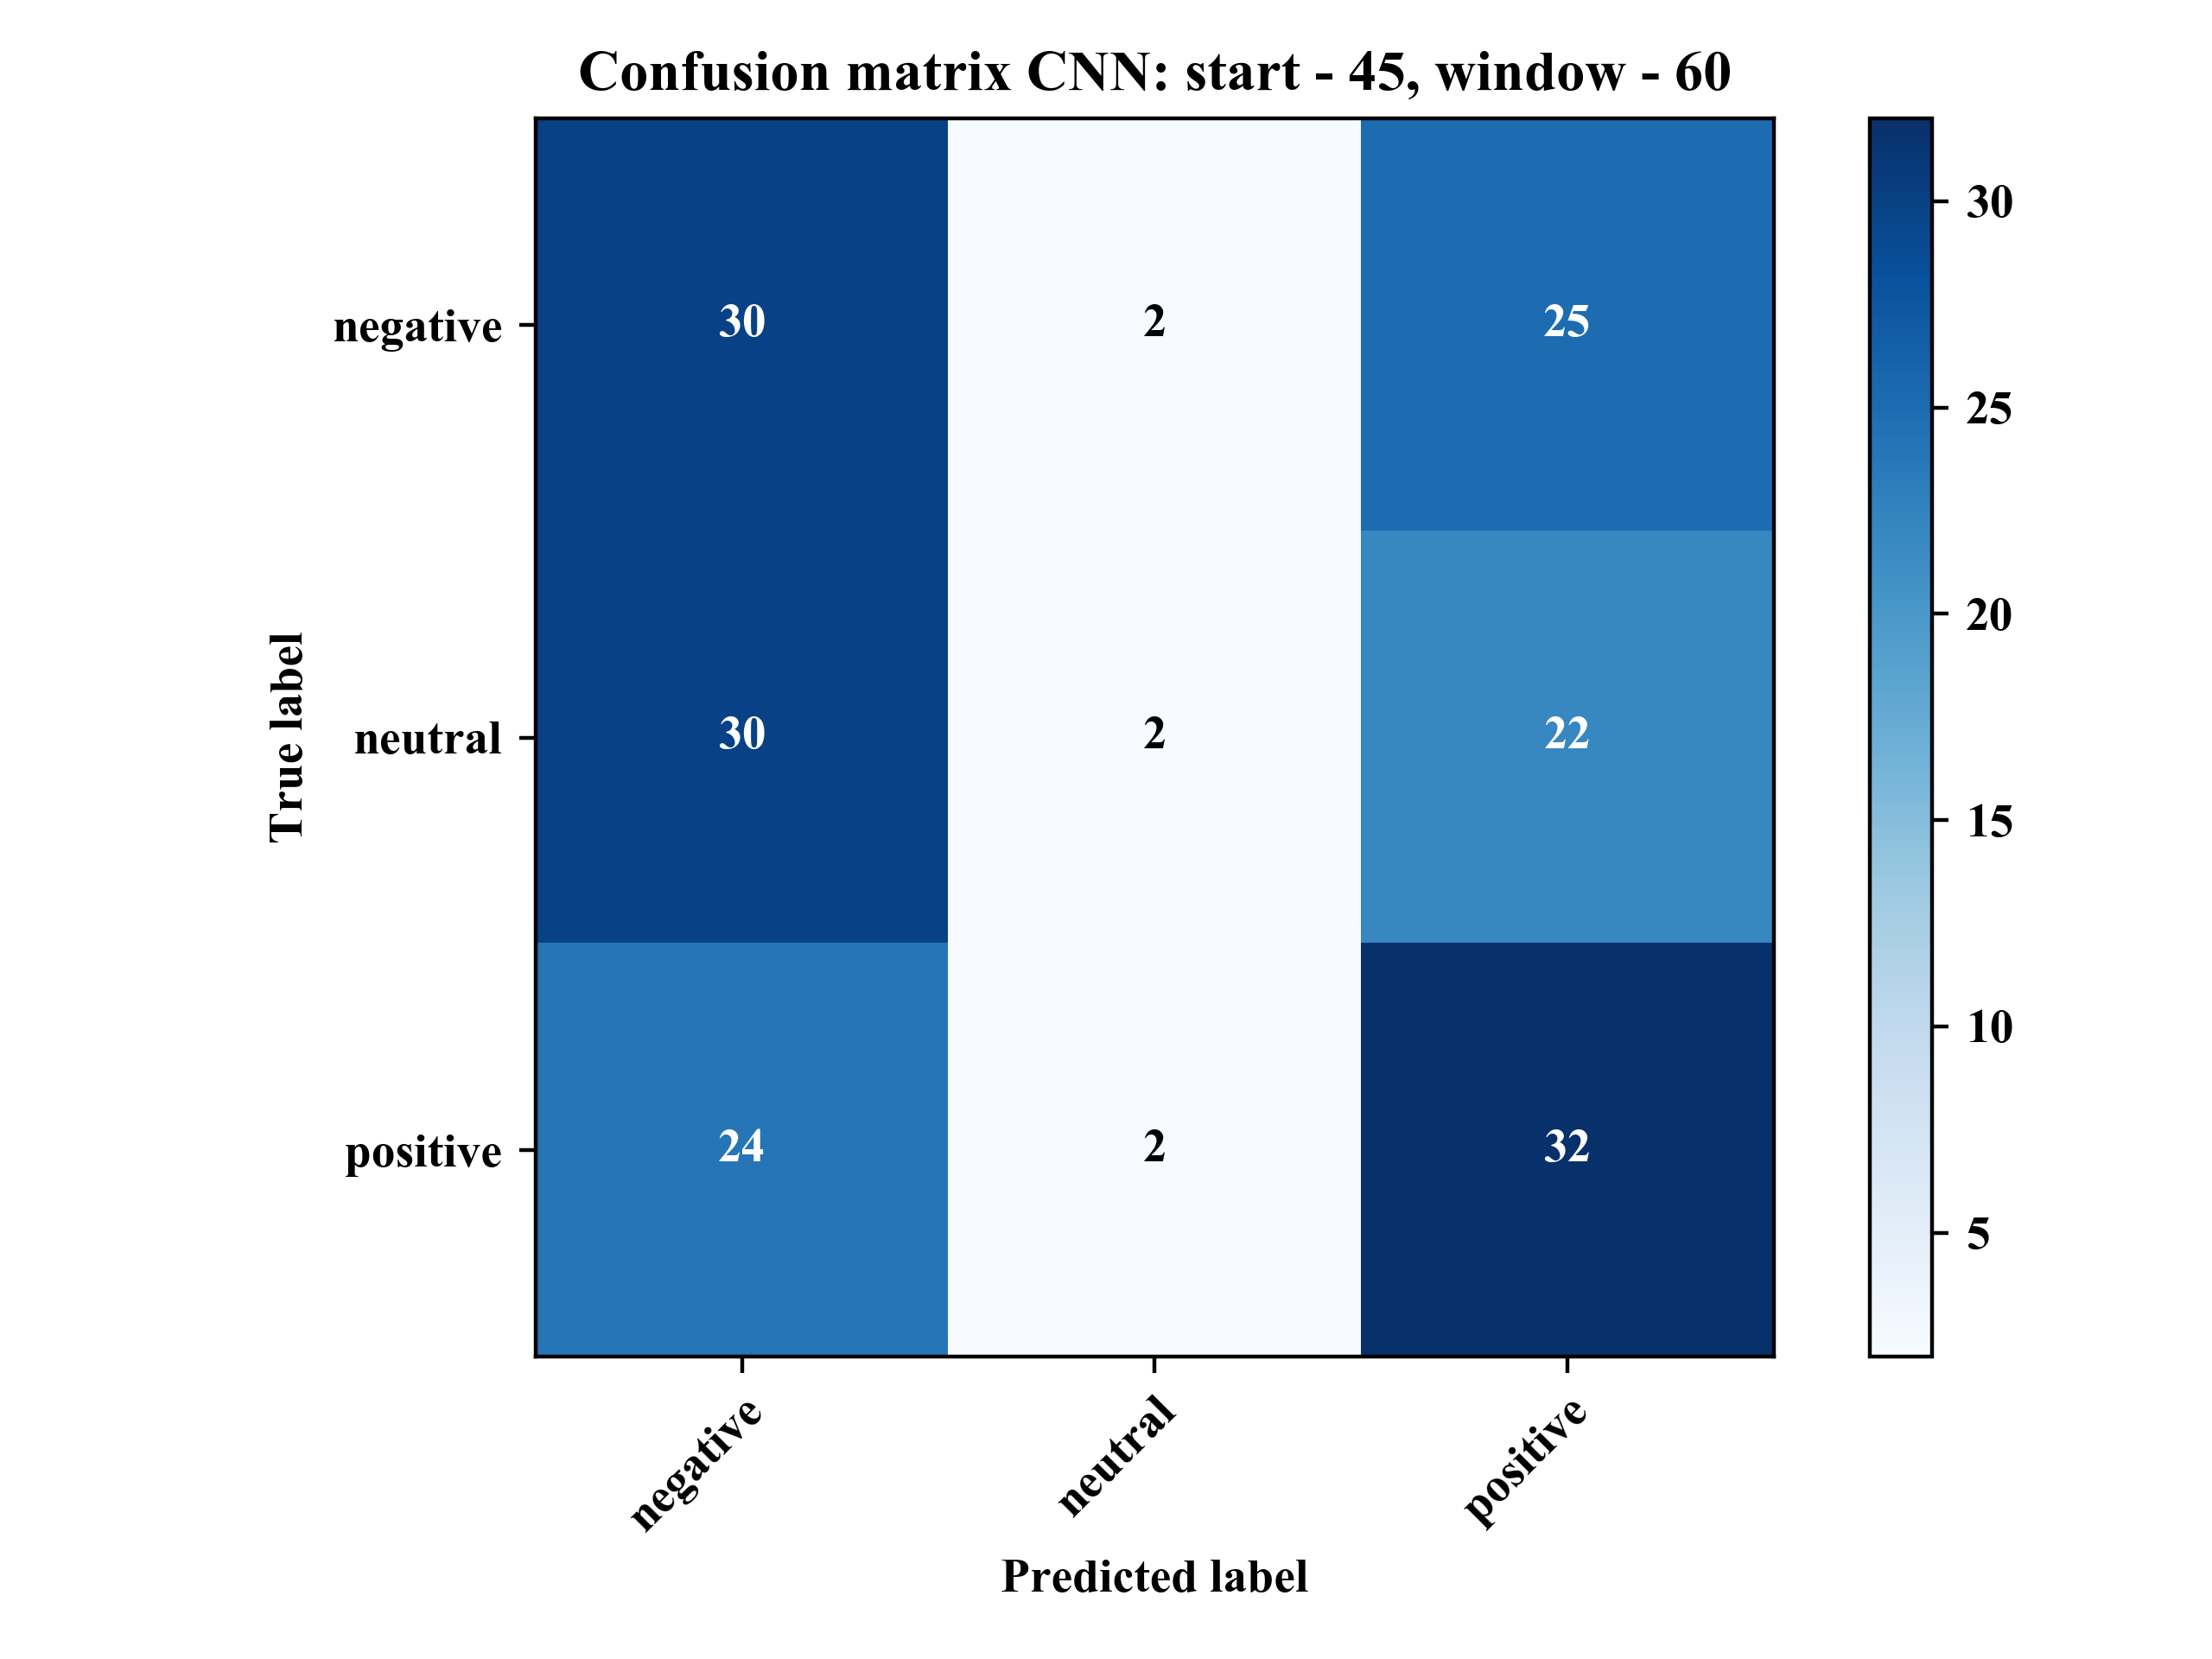 Confusion matrix CNN: start - 45, window - 60
True label
negative
30
2
25
neutral
30
2
22
positive
24
2
32
negative
neutral
positive
Predicted label
30
25
20
15
10
5